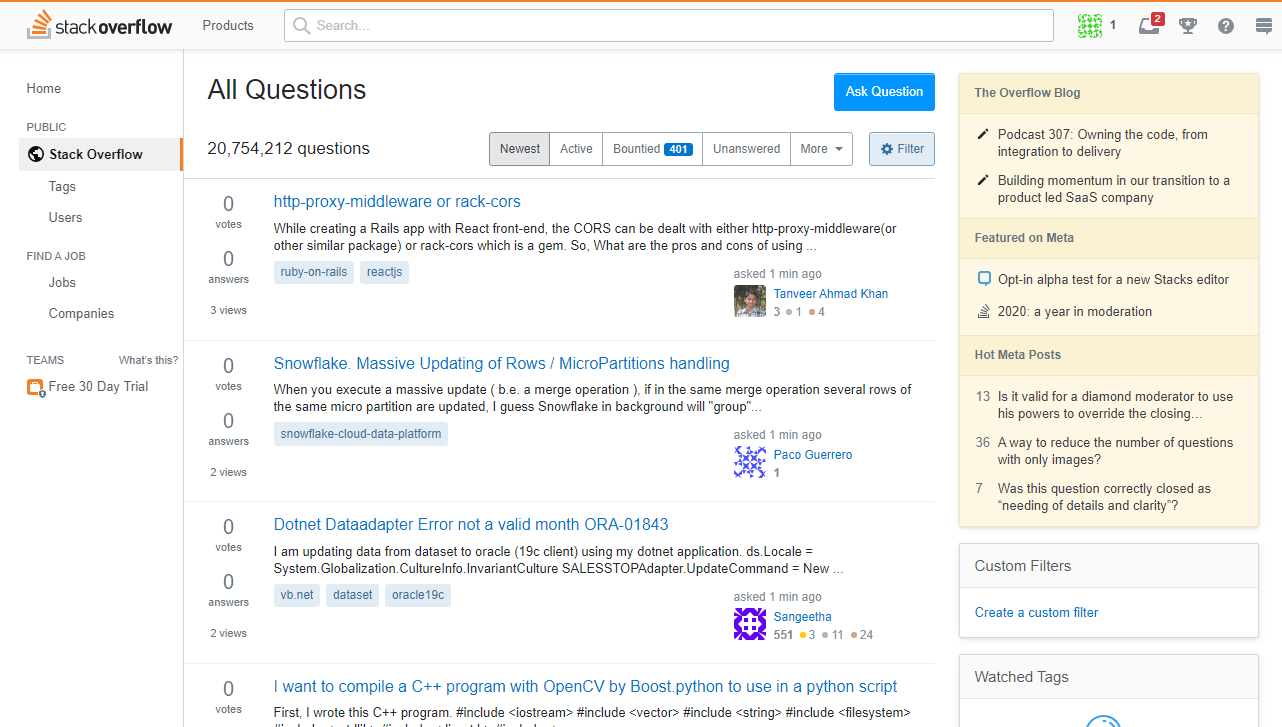 stack overflow
Products
Search...
1
2
Home
PUBLIC
Stack Overflow
Tags
Users
FIND A JOB
Jobs
Companies
TEAMS
What's this?
Free 30 Day Trial
All Questions
Ask Question
20,754,212 questions
Newest
Active
Bountied 401
Unanswered
More
Filter
0
votes
0
answers
3 views
http-proxy-middleware or rack-cors
While creating a Rails app with React front-end, the CORS can be dealt with either http-proxy-middleware(or
other similar package) or rack-cors which is a gem. So, What are the pros and cons of using ...
ruby-on-rails
reactjs
asked 1 min ago
Tanveer Ahmad Khan
3 1 4
0
votes
0
answers
2 views
Snowflake. Massive Updating of Rows / MicroPartitions handling
When you execute a massive update ( b.e. a merge operation ), if in the same merge operation several rows of
the same micro partition are updated, I guess Snowflake in background will "group"...
snowflake-cloud-data-platform
asked 1 min ago
Paco Guerrero
1
0
votes
0
answers
2 views
Dotnet Dataadapter Error not a valid month ORA-01843
I am updating data from dataset to oracle (19c client) using my dotnet application. ds.Locale =
System.Globalization.CultureInfo.InvariantCulture SALESSTOPAdapter.UpdateCommand = New ...
vb.net
dataset
oracle19c
asked 1 min ago
Sangeetha
551 3 11 24
0
votes
I want to compile a C++ program with OpenCV by Boost.python to use in a python script
First, I wrote this C++ program. #include <iostream> #include <vector> #include <string> #include <filesystem>
The Overflow Blog
Podcast 307: Owning the code, from
integration to delivery
Building momentum in our transition to a
product led SaaS company
Featured on Meta
Opt-in alpha test for a new Stacks editor
2020: a year in moderation
Hot Meta Posts
13 Is it valid for a diamond moderator to use
his powers to override the closing...
36 A way to reduce the number of questions
with only images?
7 Was this question correctly closed as
“needing of details and clarity”?
Custom Filters
Create a custom filter
Watched Tags